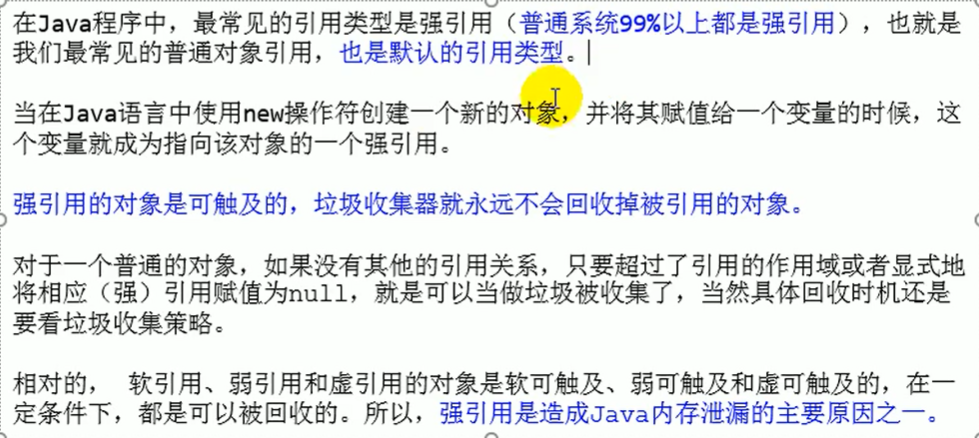 在Java程序中，最常见的引用类型是强引用（普通系统99%以上都是强引用），也就是
我们最常见的普通对象引用，也是默认的引用类型。
当在Java语言中使用new操作符创建一个新的对象，并将其赋值给一个变量的时候，这
个变量就成为指向该对象的一个强引用。
强引用的对象是可触及的，垃圾收集器就永远不会回收掉被引用的对象。
对于一个普通的对象，如果没有其他的引用关系，只要超过了引用的作用域或者显式地
将相应（强）引用赋值为null，就是可以当做垃圾被收集了，当然具体回收时机还是
要看垃圾收集策略。
相对的， 软引用、弱引用和虚引用的对象是软可触及、弱可触及和虚可触及的，在一
定条件下，都是可以被回收的。所以，强引用是造成Java内存泄漏的主要原因之一。